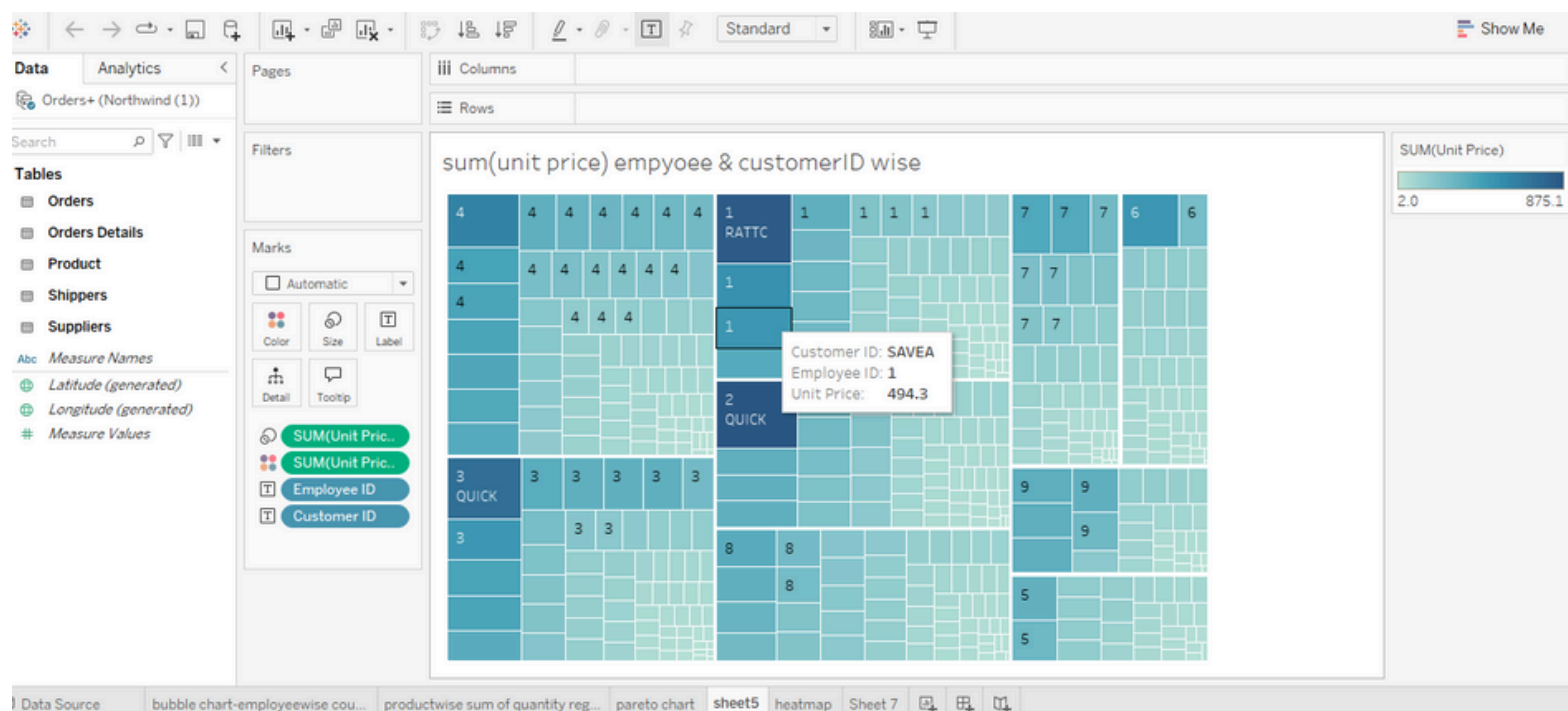 Standard
Show Me
Data
Analytics
Orders+ (Northwind (1))
Search
Tables
Orders
Orders Details
Product
Shippers
Suppliers
Abc Measure Names
Latitude (generated)
Longitude (generated)
# Measure Values
Pages
Filters
Marks
Automatic
Color
Size
T
Label
Detail
Tooltip
SUM(Unit Pric..
SUM(Unit Pric..
T Employee ID
T Customer ID
Columns
Rows
sum(unit price) empyoee & customerID wise
4 4 4 4 4 4 4
4 4 4 4 4 4 4
4
4 4 4
3
QUICK
3 3 3 3 3
3 3
3
1
RATTC
1 1 1 1
1
1
Customer ID: SAVEA
Employee ID: 1
Unit Price: 494.3
2
QUICK
8 8
8
7 7 7
7 7
7 7
6 6
9 9
9
5
5
SUM(Unit Price)
2.0 875.1
Data Source
bubble chart-employeewise cou...
productwise sum of quantity reg...
pareto chart
sheet5
heatmap
Sheet 7